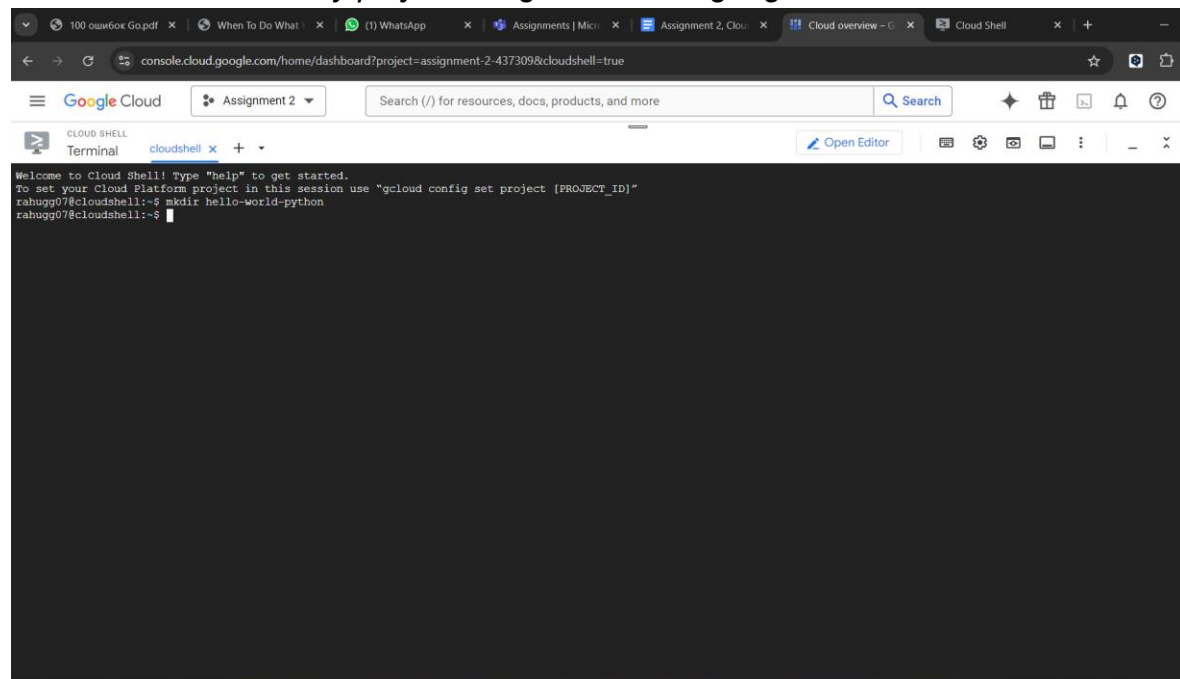 100 ошибок Go.pdf
When To Do What
(1) WhatsApp
Assignments | Micro
Assignment 2, Clou
Cloud overview – G
Cloud Shell
console.cloud.google.com/home/dashboard?project=assignment-2-437309&cloudshell=true
Google Cloud
Assignment 2
Search (/) for resources, docs, products, and more
Search
CLOUD SHELL
Terminal
cloudshell
Open Editor
Welcome to Cloud Shell! Type "help" to get started.
To set your Cloud Platform project in this session use "gcloud config set project [PROJECT_ID]"
rahugg07@cloudshell:~$ mkdir hello-world-python
rahugg07@cloudshell:~$